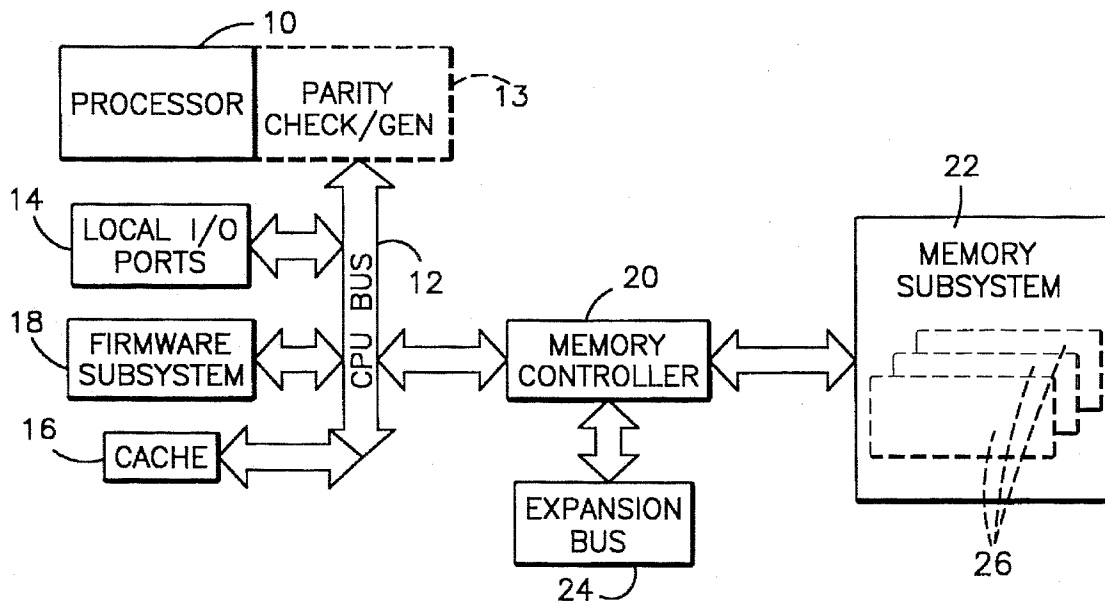 10
PROCESSOR
PARITY
CHECK/GEN
13
14
LOCAL I/O
PORTS
12
CPU BUS
18
FIRMWARE
SUBSYSTEM
16
CACHE
20
MEMORY
CONTROLLER
EXPANSION
BUS
24
22
MEMORY
SUBSYSTEM
26